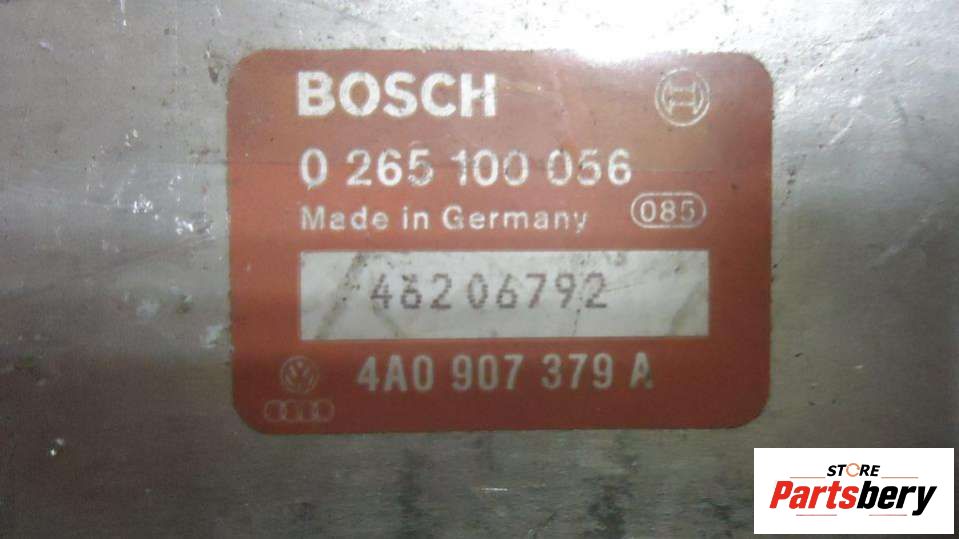 BOSCH
0 265 100 056
Made in Germany 085
46206792
4A0 907 379 A
STORE
Partsbery